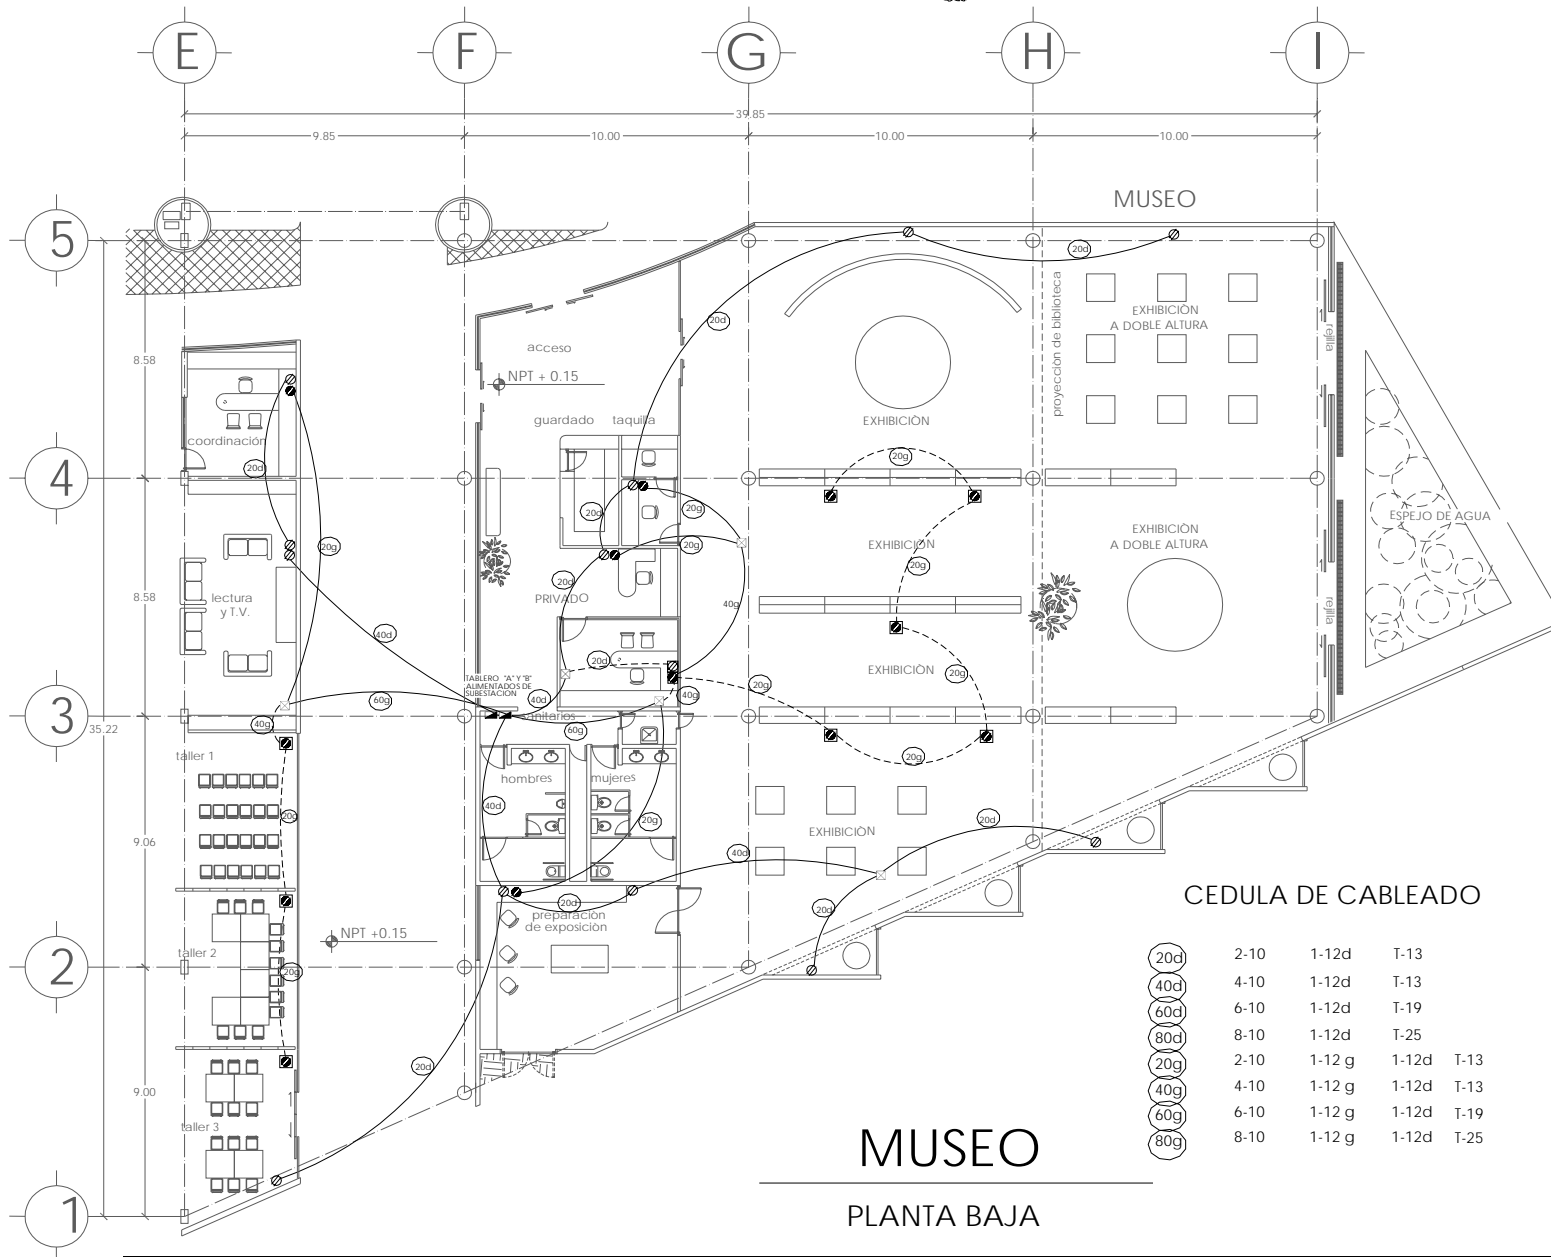 E F G H I
39.85
9.85 10.00 10.00 10.00
MUSEO
5
20d
20d
EXHIBICIÒN
A DOBLE ALTURA
proyecciòn de biblioteca
rejilla
acceso
8.58
NPT + 0.15
guardado taquilla
EXHIBICIÒN
coordinación
20d
20g
4
20d
20g
ESPEJO DE AGUA
EXHIBICIÒN
A DOBLE ALTURA
EXHIBICIÒN
20g
20g
20g
20d
8.58
lectura
y T.V.
PRIVADO
40g
rejilla
40d
20d
EXHIBICIÒN
20g
TABLERO "A" Y "B"
ALIMENTADOS DE
SUBESTACION
60g
40d
40g
20g
3
sanitarios
40g
35.22
60g
20g
taller 1
hombres mujeres
40d
20d
20g
20d
EXHIBICIÒN
9.06
40d
CEDULA DE CABLEADO
20d
20d
preparaciòn
de exposiciòn
NPT +0.15
taller 2
2
20g
20d 2-10 1-12d T-13
40d 4-10 1-12d T-13
60d 6-10 1-12d T-19
80d 8-10 1-12d T-25
20g 2-10 1-12 g 1-12d T-13
40g 4-10 1-12 g 1-12d T-13
60g 6-10 1-12 g 1-12d T-19
80g 8-10 1-12 g 1-12d T-25
20d
9.00
taller 3
1
MUSEO
PLANTA BAJA